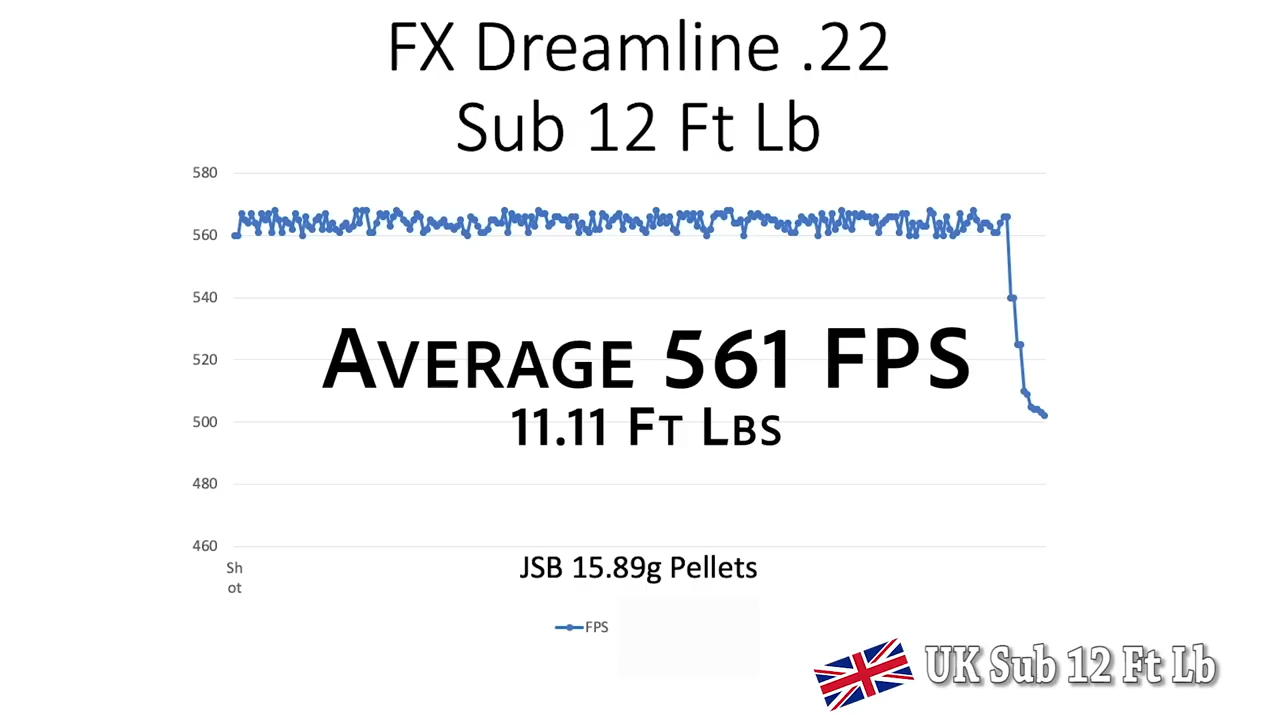 FX Dreamline .22
Sub 12 Ft Lb
580
560
540
520
500
480
460
Average 561 FPS
11.11 Ft Lbs
Sh
ot
JSB 15.89g Pellets
FPS
UK Sub 12 Ft Lb